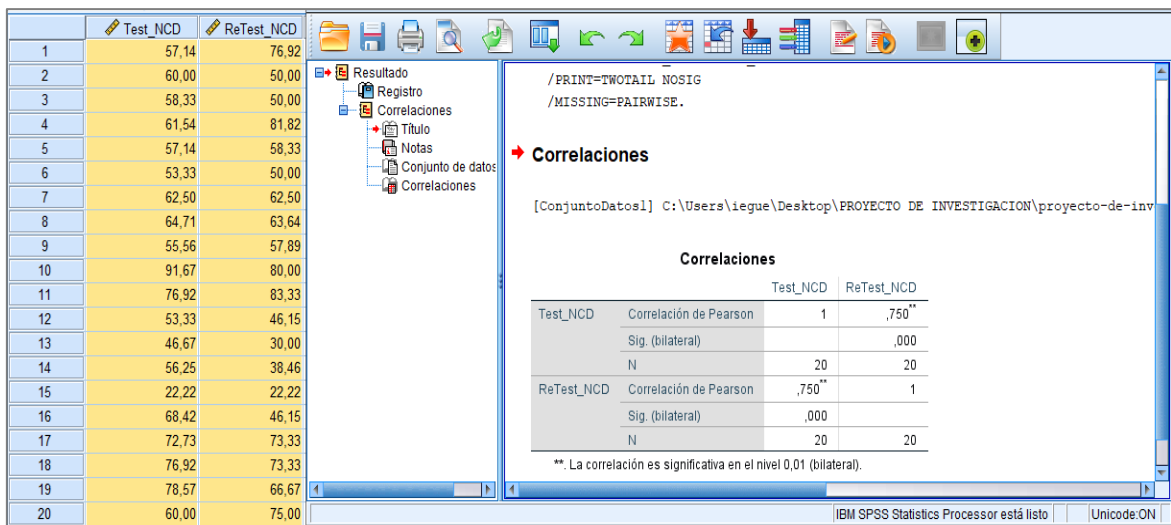 Test_NCD ReTest_NCD
1 57,14 76,92
2 60,00 50,00
3 58,33 50,00
4 61,54 81,82
5 57,14 58,33
6 53,33 50,00
7 62,50 62,50
8 64,71 63,64
9 55,56 57,89
10 91,67 80,00
11 76,92 83,33
12 53,33 46,15
13 46,67 30,00
14 56,25 38,46
15 22,22 22,22
16 68,42 46,15
17 72,73 73,33
18 76,92 73,33
19 78,57 66,67
20 60,00 75,00
Resultado
Registro
Correlaciones
Título
Notas
Conjunto de datos
Correlaciones
/PRINT=TWOTAIL NOSIG
/MISSING=PAIRWISE.
Correlaciones
[ConjuntoDatos1] C:\Users\iegue\Desktop\PROYECTO DE INVESTIGACION\proyecto-de-inv
Correlaciones
Test_NCD ReTest_NCD
Test_NCD Correlación de Pearson 1 ,750**
Sig. (bilateral) ,000
N 20 20
ReTest_NCD Correlación de Pearson ,750** 1
Sig. (bilateral) ,000
N 20 20
**. La correlación es significativa en el nivel 0,01 (bilateral).
IBM SPSS Statistics Processor está listo Unicode:ON